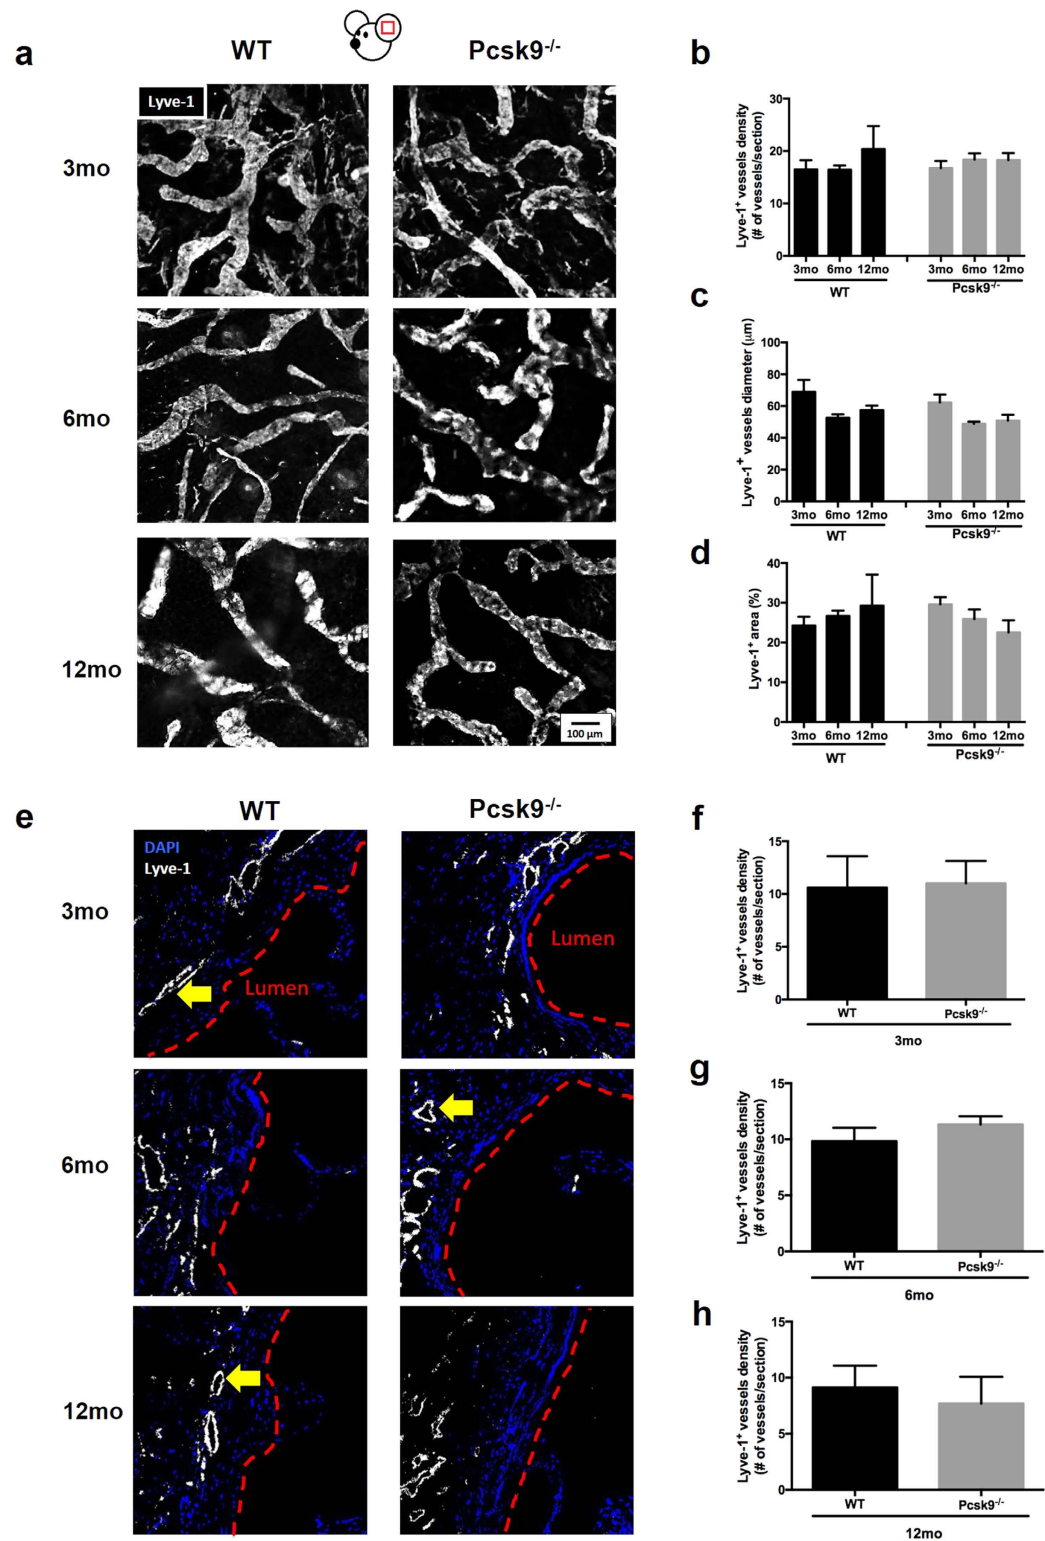 a
WT
Pcsk9-/-
Lyve-1
3mo
6mo
12mo
100 µm
b
Lyve-1+ vessels density
(# of vessels/section)
30
20
10
0
3mo 6mo 12mo 3mo 6mo 12mo
WT Pcsk9-/-
c
Lyve-1+ vessels diameter (µm)
100
80
60
40
20
0
3mo 6mo 12mo 3mo 6mo 12mo
WT Pcsk9-/-
d
Lyve-1+ area (%)
40
30
20
10
0
3mo 6mo 12mo 3mo 6mo 12mo
WT Pcsk9-/-
e
WT
Pcsk9-/-
DAPI
Lyve-1
3mo
Lumen
Lumen
6mo
12mo
f
Lyve-1+ vessels density
(# of vessels/section)
15
10
5
0
WT Pcsk9-/-
3mo
g
Lyve-1+ vessels density
(# of vessels/section)
15
10
5
0
WT Pcsk9-/-
6mo
h
Lyve-1+ vessels density
(# of vessels/section)
15
10
5
0
WT Pcsk9-/-
12mo